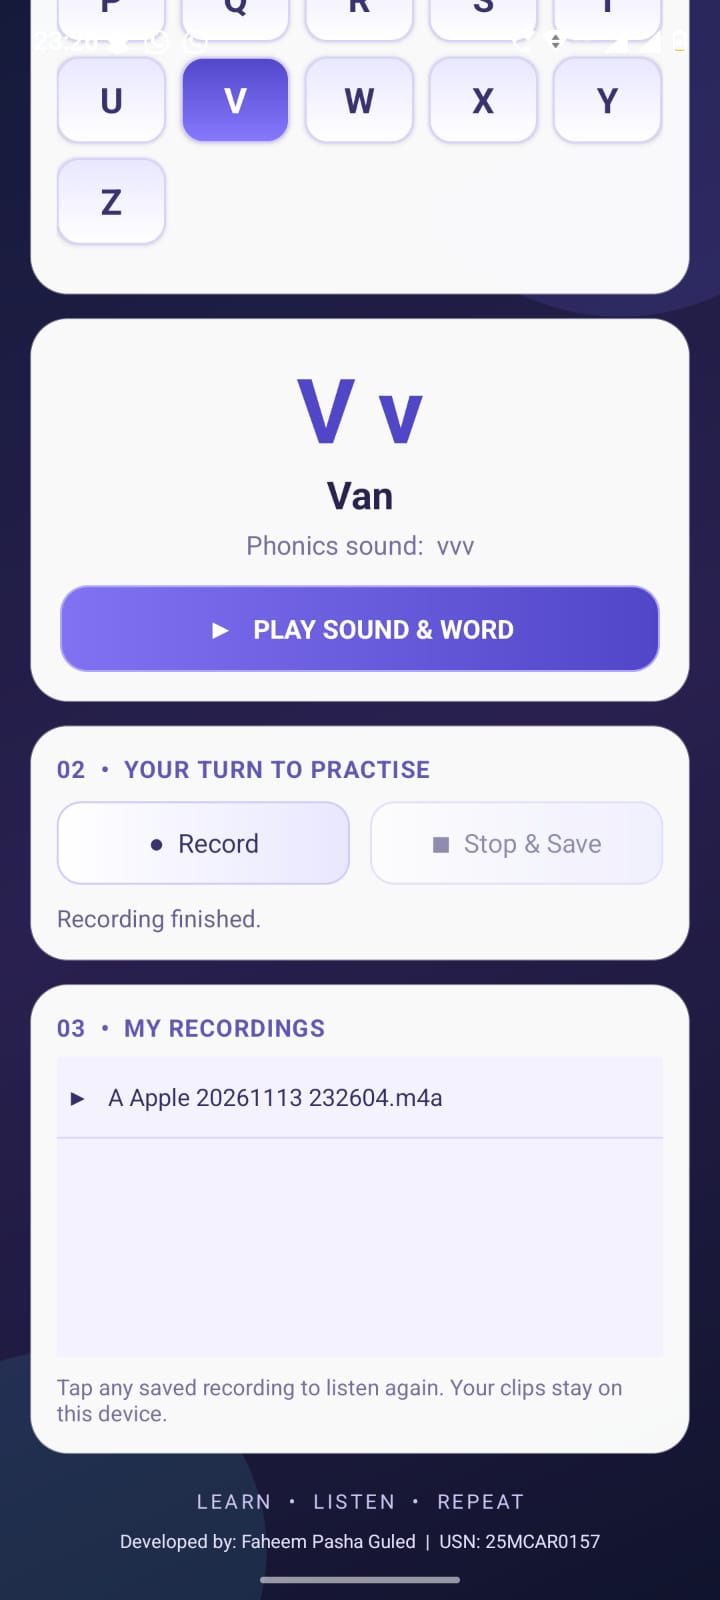 P Q R S T
23:26
U V W X Y
Z
V v
Van
Phonics sound: vvv
► PLAY SOUND & WORD
02 • YOUR TURN TO PRACTISE
● Record ■ Stop & Save
Recording finished.
03 • MY RECORDINGS
► A Apple 20261113 232604.m4a
Tap any saved recording to listen again. Your clips stay on
this device.
LEARN • LISTEN • REPEAT
Developed by: Faheem Pasha Guled | USN: 25MCAR0157